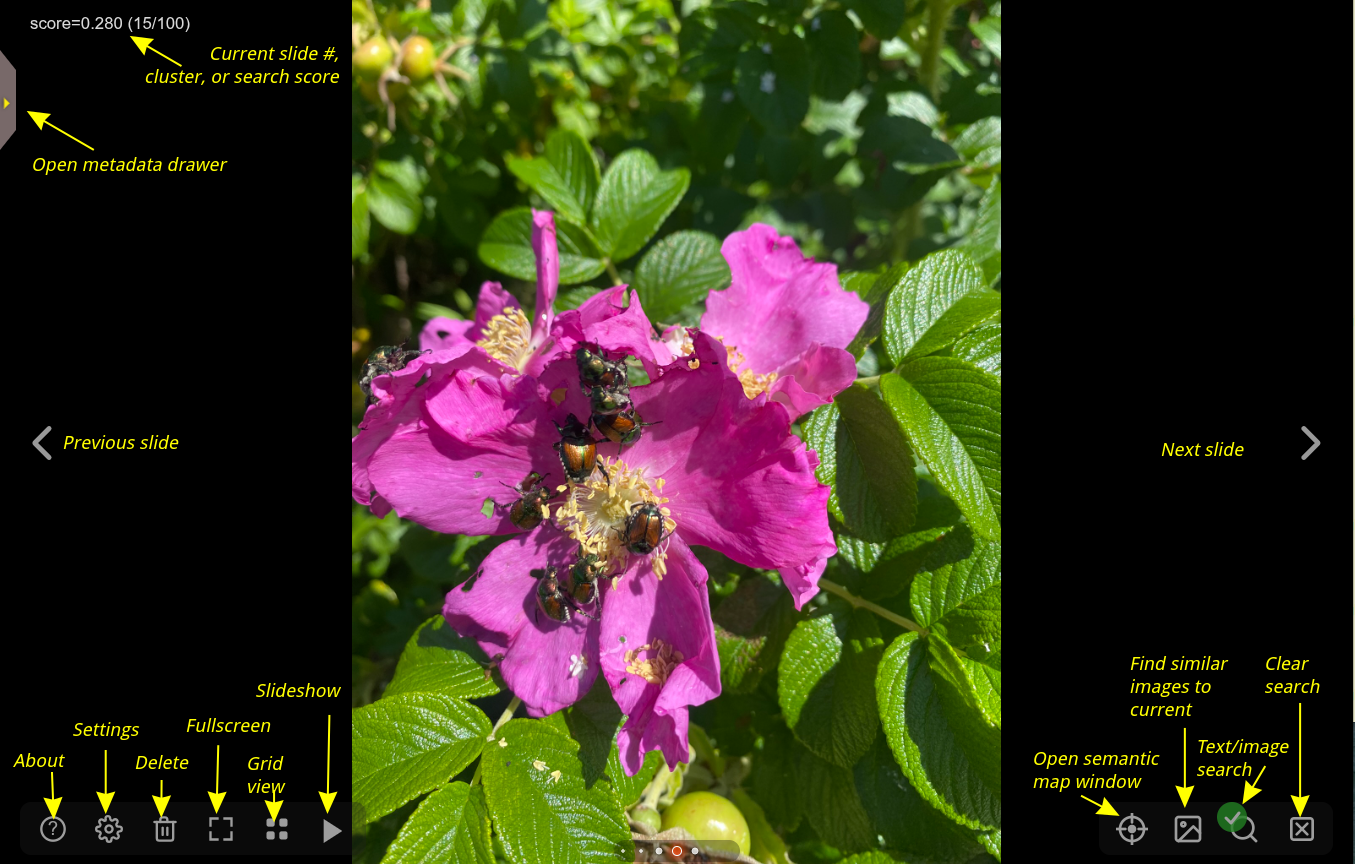 score=0.280 (15/100)
Current slide #,
cluster, or search score
Open metadata drawer
Previous slide
Next slide
Slideshow
Settings
Fullscreen
About
Delete
Grid
view
Find similar
images to
current
Clear
search
Text/image
search
Open semantic
map window
?